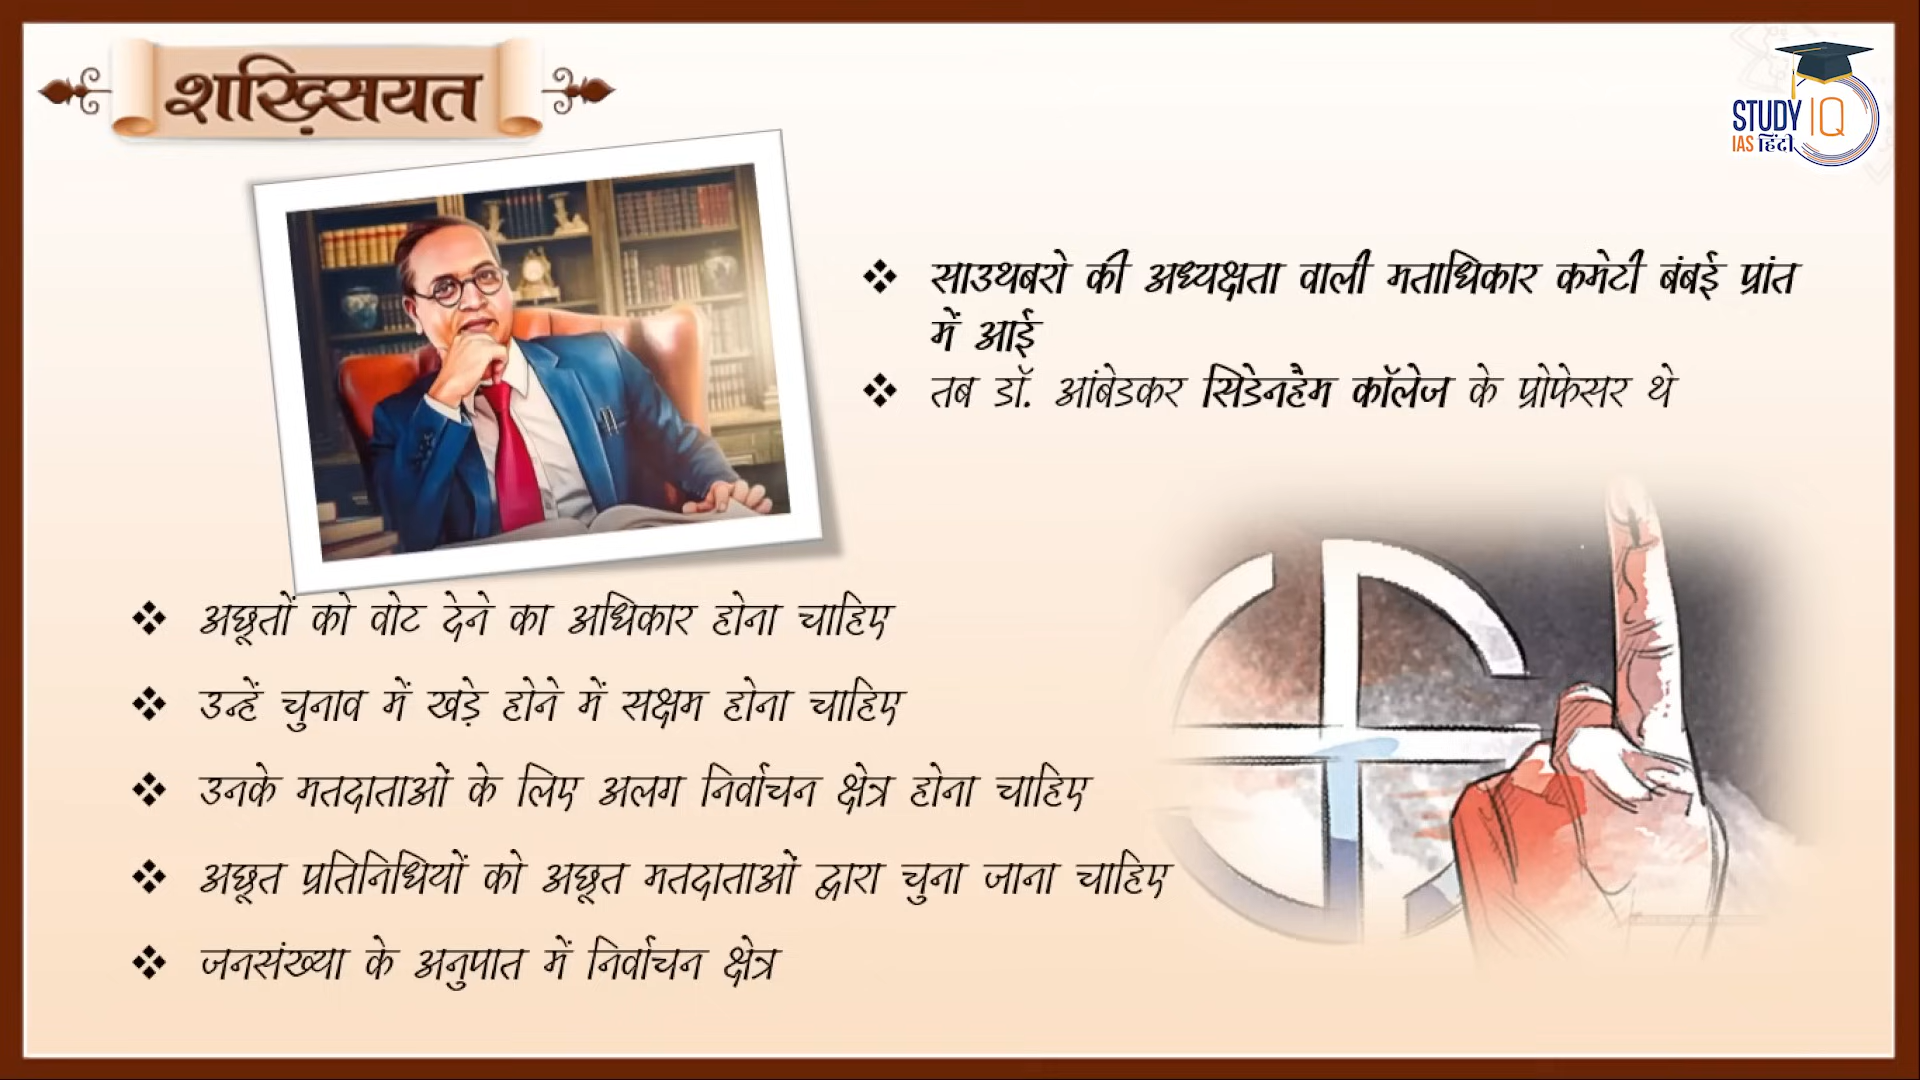 शख़्सियत
STUDY IQ
IAS हिंदी
❖ साउथबरो की अध्यक्षता वाली मताधिकार कमेटी बंबई प्रांत
में आई
❖ तब डॉ. आंबेडकर सिडेनहैम कॉलेज के प्रोफेसर थे
❖ अछूतों को वोट देने का अधिकार होना चाहिए
❖ उन्हें चुनाव में खड़े होने में सक्षम होना चाहिए
❖ उनके मतदाताओं के लिए अलग निर्वाचन क्षेत्र होना चाहिए
❖ अछूत प्रतिनिधियों को अछूत मतदाताओं द्वारा चुना जाना चाहिए
❖ जनसंख्या के अनुपात में निर्वाचन क्षेत्र